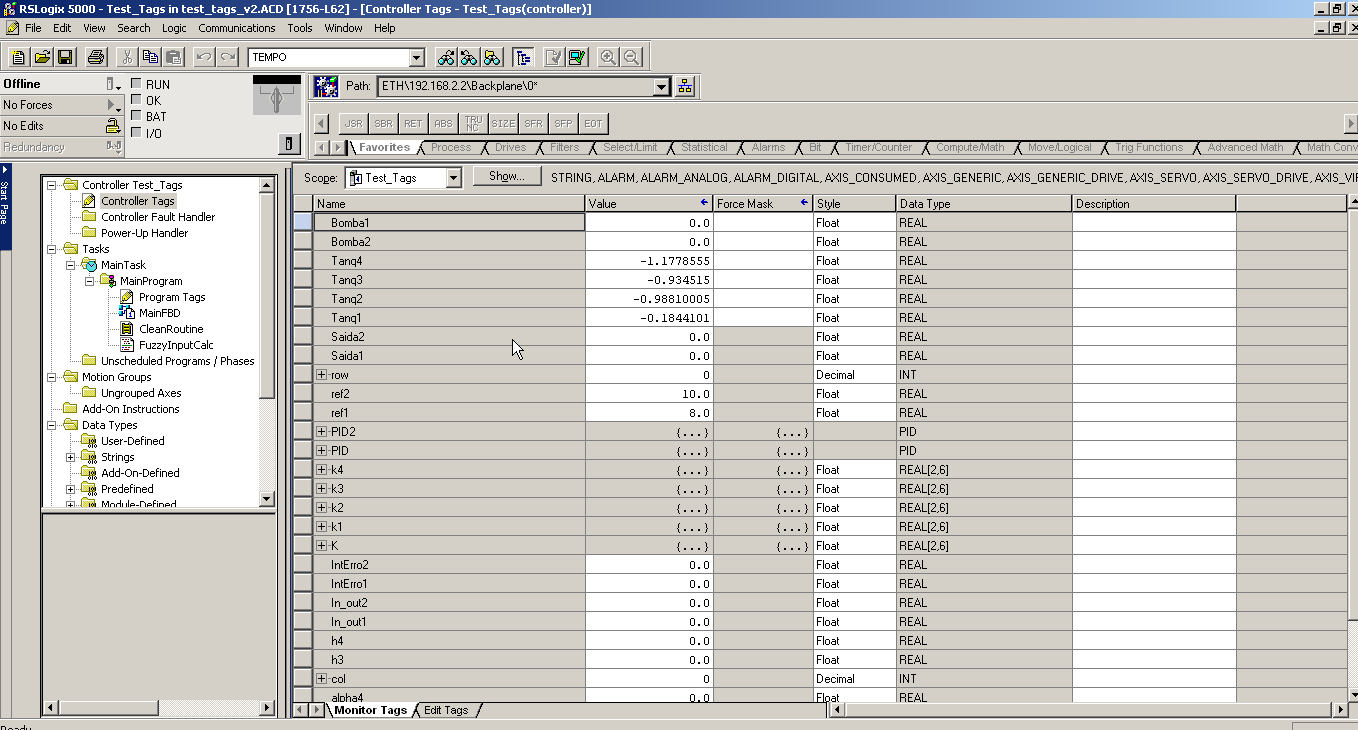 RSLogix 5000 - Test_Tags in test_tags_v2.ACD [1756-L62] - [Controller Tags - Test_Tags(controller)]
File Edit View Search Logic Communications Tools Window Help
TEMPO
Offline RUN
No Forces OK
No Edits BAT
Redundancy I/O
Path: ETH\192.168.2.2\Backplane\0*
JSR SBR RET ABS TRUNC SIZE SFR SFP EOT
Favorites Process Drives Filters Select/Limit Statistical Alarms Bit Timer/Counter Compute/Math Move/Logical Trig Functions Advanced Math Math Conv
Start Page
Controller Test_Tags
Controller Tags
Controller Fault Handler
Power-Up Handler
Tasks
MainTask
MainProgram
Program Tags
MainFBD
CleanRoutine
FuzzyInputCalc
Unscheduled Programs / Phases
Motion Groups
Ungrouped Axes
Add-On Instructions
Data Types
User-Defined
Strings
Add-On-Defined
Predefined
Module-Defined
Scope: Test_Tags Show... STRING, ALARM, ALARM_ANALOG, ALARM_DIGITAL, AXIS_CONSUMED, AXIS_GENERIC, AXIS_GENERIC_DRIVE, AXIS_SERVO, AXIS_SERVO_DRIVE, AXIS_VIR
Name Value Force Mask Style Data Type Description
Bomba1 0.0 Float REAL
Bomba2 0.0 Float REAL
Tanq4 -1.1778555 Float REAL
Tanq3 -0.934515 Float REAL
Tanq2 -0.98810005 Float REAL
Tanq1 -0.1844101 Float REAL
Saida2 0.0 Float REAL
Saida1 0.0 Float REAL
row 0 Decimal INT
ref2 10.0 Float REAL
ref1 8.0 Float REAL
PID2 {...} {...} PID
PID {...} {...} PID
k4 {...} {...} Float REAL[2,6]
k3 {...} {...} Float REAL[2,6]
k2 {...} {...} Float REAL[2,6]
k1 {...} {...} Float REAL[2,6]
K {...} {...} Float REAL[2,6]
IntErro2 0.0 Float REAL
IntErro1 0.0 Float REAL
In_out2 0.0 Float REAL
In_out1 0.0 Float REAL
h4 0.0 Float REAL
h3 0.0 Float REAL
col 0 Decimal INT
alpha4 0.0 Float REAL
Monitor Tags Edit Tags
Ready